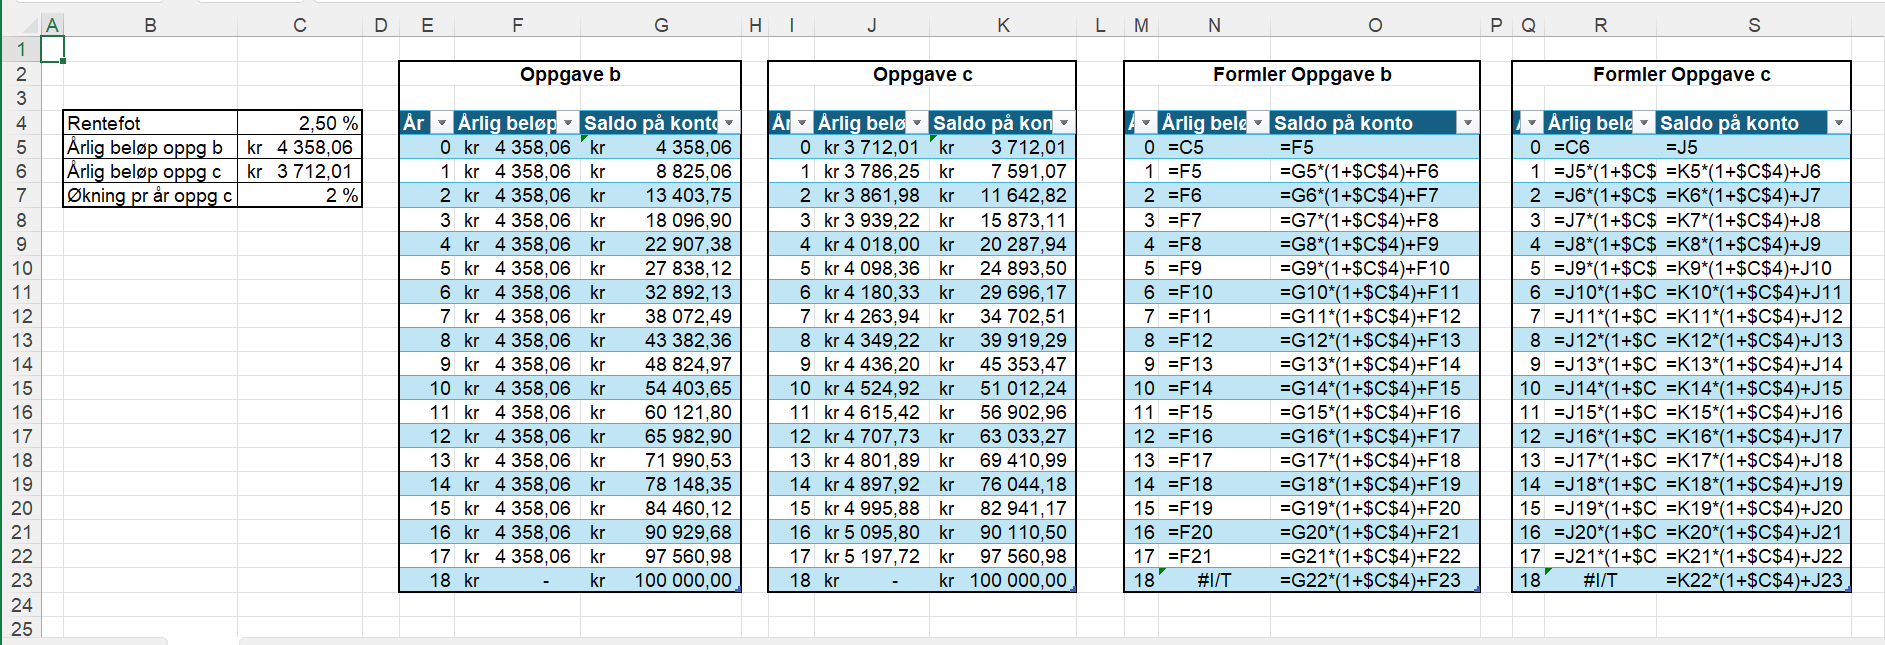 A B C D E F G H I J K L M N O P Q R S
1
2 Oppgave b Oppgave c Formler Oppgave b Formler Oppgave c
3
4 Rentefot 2,50 % År Årlig beløp Saldo på konto År Årlig belø Saldo på kon Årlig belø Saldo på konto Årlig belø Saldo på konto
5 Årlig beløp oppg b kr 4 358,06 0 kr 4 358,06 kr 4 358,06 0 kr 3 712,01 kr 3 712,01 0 =C5 =F5 0 =C6 =J5
6 Årlig beløp oppg c kr 3 712,01 1 kr 4 358,06 kr 8 825,06 1 kr 3 786,25 kr 7 591,07 1 =F5 =G5*(1+$C$4)+F6 1 =J5*(1+$C$ =K5*(1+$C$4)+J6
7 Økning pr år oppg c 2 % 2 kr 4 358,06 kr 13 403,75 2 kr 3 861,98 kr 11 642,82 2 =F6 =G6*(1+$C$4)+F7 2 =J6*(1+$C$ =K6*(1+$C$4)+J7
8 3 kr 4 358,06 kr 18 096,90 3 kr 3 939,22 kr 15 873,11 3 =F7 =G7*(1+$C$4)+F8 3 =J7*(1+$C$ =K7*(1+$C$4)+J8
9 4 kr 4 358,06 kr 22 907,38 4 kr 4 018,00 kr 20 287,94 4 =F8 =G8*(1+$C$4)+F9 4 =J8*(1+$C$ =K8*(1+$C$4)+J9
10 5 kr 4 358,06 kr 27 838,12 5 kr 4 098,36 kr 24 893,50 5 =F9 =G9*(1+$C$4)+F10 5 =J9*(1+$C$ =K9*(1+$C$4)+J10
11 6 kr 4 358,06 kr 32 892,13 6 kr 4 180,33 kr 29 696,17 6 =F10 =G10*(1+$C$4)+F11 6 =J10*(1+$C =K10*(1+$C$4)+J11
12 7 kr 4 358,06 kr 38 072,49 7 kr 4 263,94 kr 34 702,51 7 =F11 =G11*(1+$C$4)+F12 7 =J11*(1+$C =K11*(1+$C$4)+J12
13 8 kr 4 358,06 kr 43 382,36 8 kr 4 349,22 kr 39 919,29 8 =F12 =G12*(1+$C$4)+F13 8 =J12*(1+$C =K12*(1+$C$4)+J13
14 9 kr 4 358,06 kr 48 824,97 9 kr 4 436,20 kr 45 353,47 9 =F13 =G13*(1+$C$4)+F14 9 =J13*(1+$C =K13*(1+$C$4)+J14
15 10 kr 4 358,06 kr 54 403,65 10 kr 4 524,92 kr 51 012,24 10 =F14 =G14*(1+$C$4)+F15 10 =J14*(1+$C =K14*(1+$C$4)+J15
16 11 kr 4 358,06 kr 60 121,80 11 kr 4 615,42 kr 56 902,96 11 =F15 =G15*(1+$C$4)+F16 11 =J15*(1+$C =K15*(1+$C$4)+J16
17 12 kr 4 358,06 kr 65 982,90 12 kr 4 707,73 kr 63 033,27 12 =F16 =G16*(1+$C$4)+F17 12 =J16*(1+$C =K16*(1+$C$4)+J17
18 13 kr 4 358,06 kr 71 990,53 13 kr 4 801,89 kr 69 410,99 13 =F17 =G17*(1+$C$4)+F18 13 =J17*(1+$C =K17*(1+$C$4)+J18
19 14 kr 4 358,06 kr 78 148,35 14 kr 4 897,92 kr 76 044,18 14 =F18 =G18*(1+$C$4)+F19 14 =J18*(1+$C =K18*(1+$C$4)+J19
20 15 kr 4 358,06 kr 84 460,12 15 kr 4 995,88 kr 82 941,17 15 =F19 =G19*(1+$C$4)+F20 15 =J19*(1+$C =K19*(1+$C$4)+J20
21 16 kr 4 358,06 kr 90 929,68 16 kr 5 095,80 kr 90 110,50 16 =F20 =G20*(1+$C$4)+F21 16 =J20*(1+$C =K20*(1+$C$4)+J21
22 17 kr 4 358,06 kr 97 560,98 17 kr 5 197,72 kr 97 560,98 17 =F21 =G21*(1+$C$4)+F22 17 =J21*(1+$C =K21*(1+$C$4)+J22
23 18 kr - kr 100 000,00 18 kr - kr 100 000,00 18 #I/T =G22*(1+$C$4)+F23 18 #I/T =K22*(1+$C$4)+J23
24
25